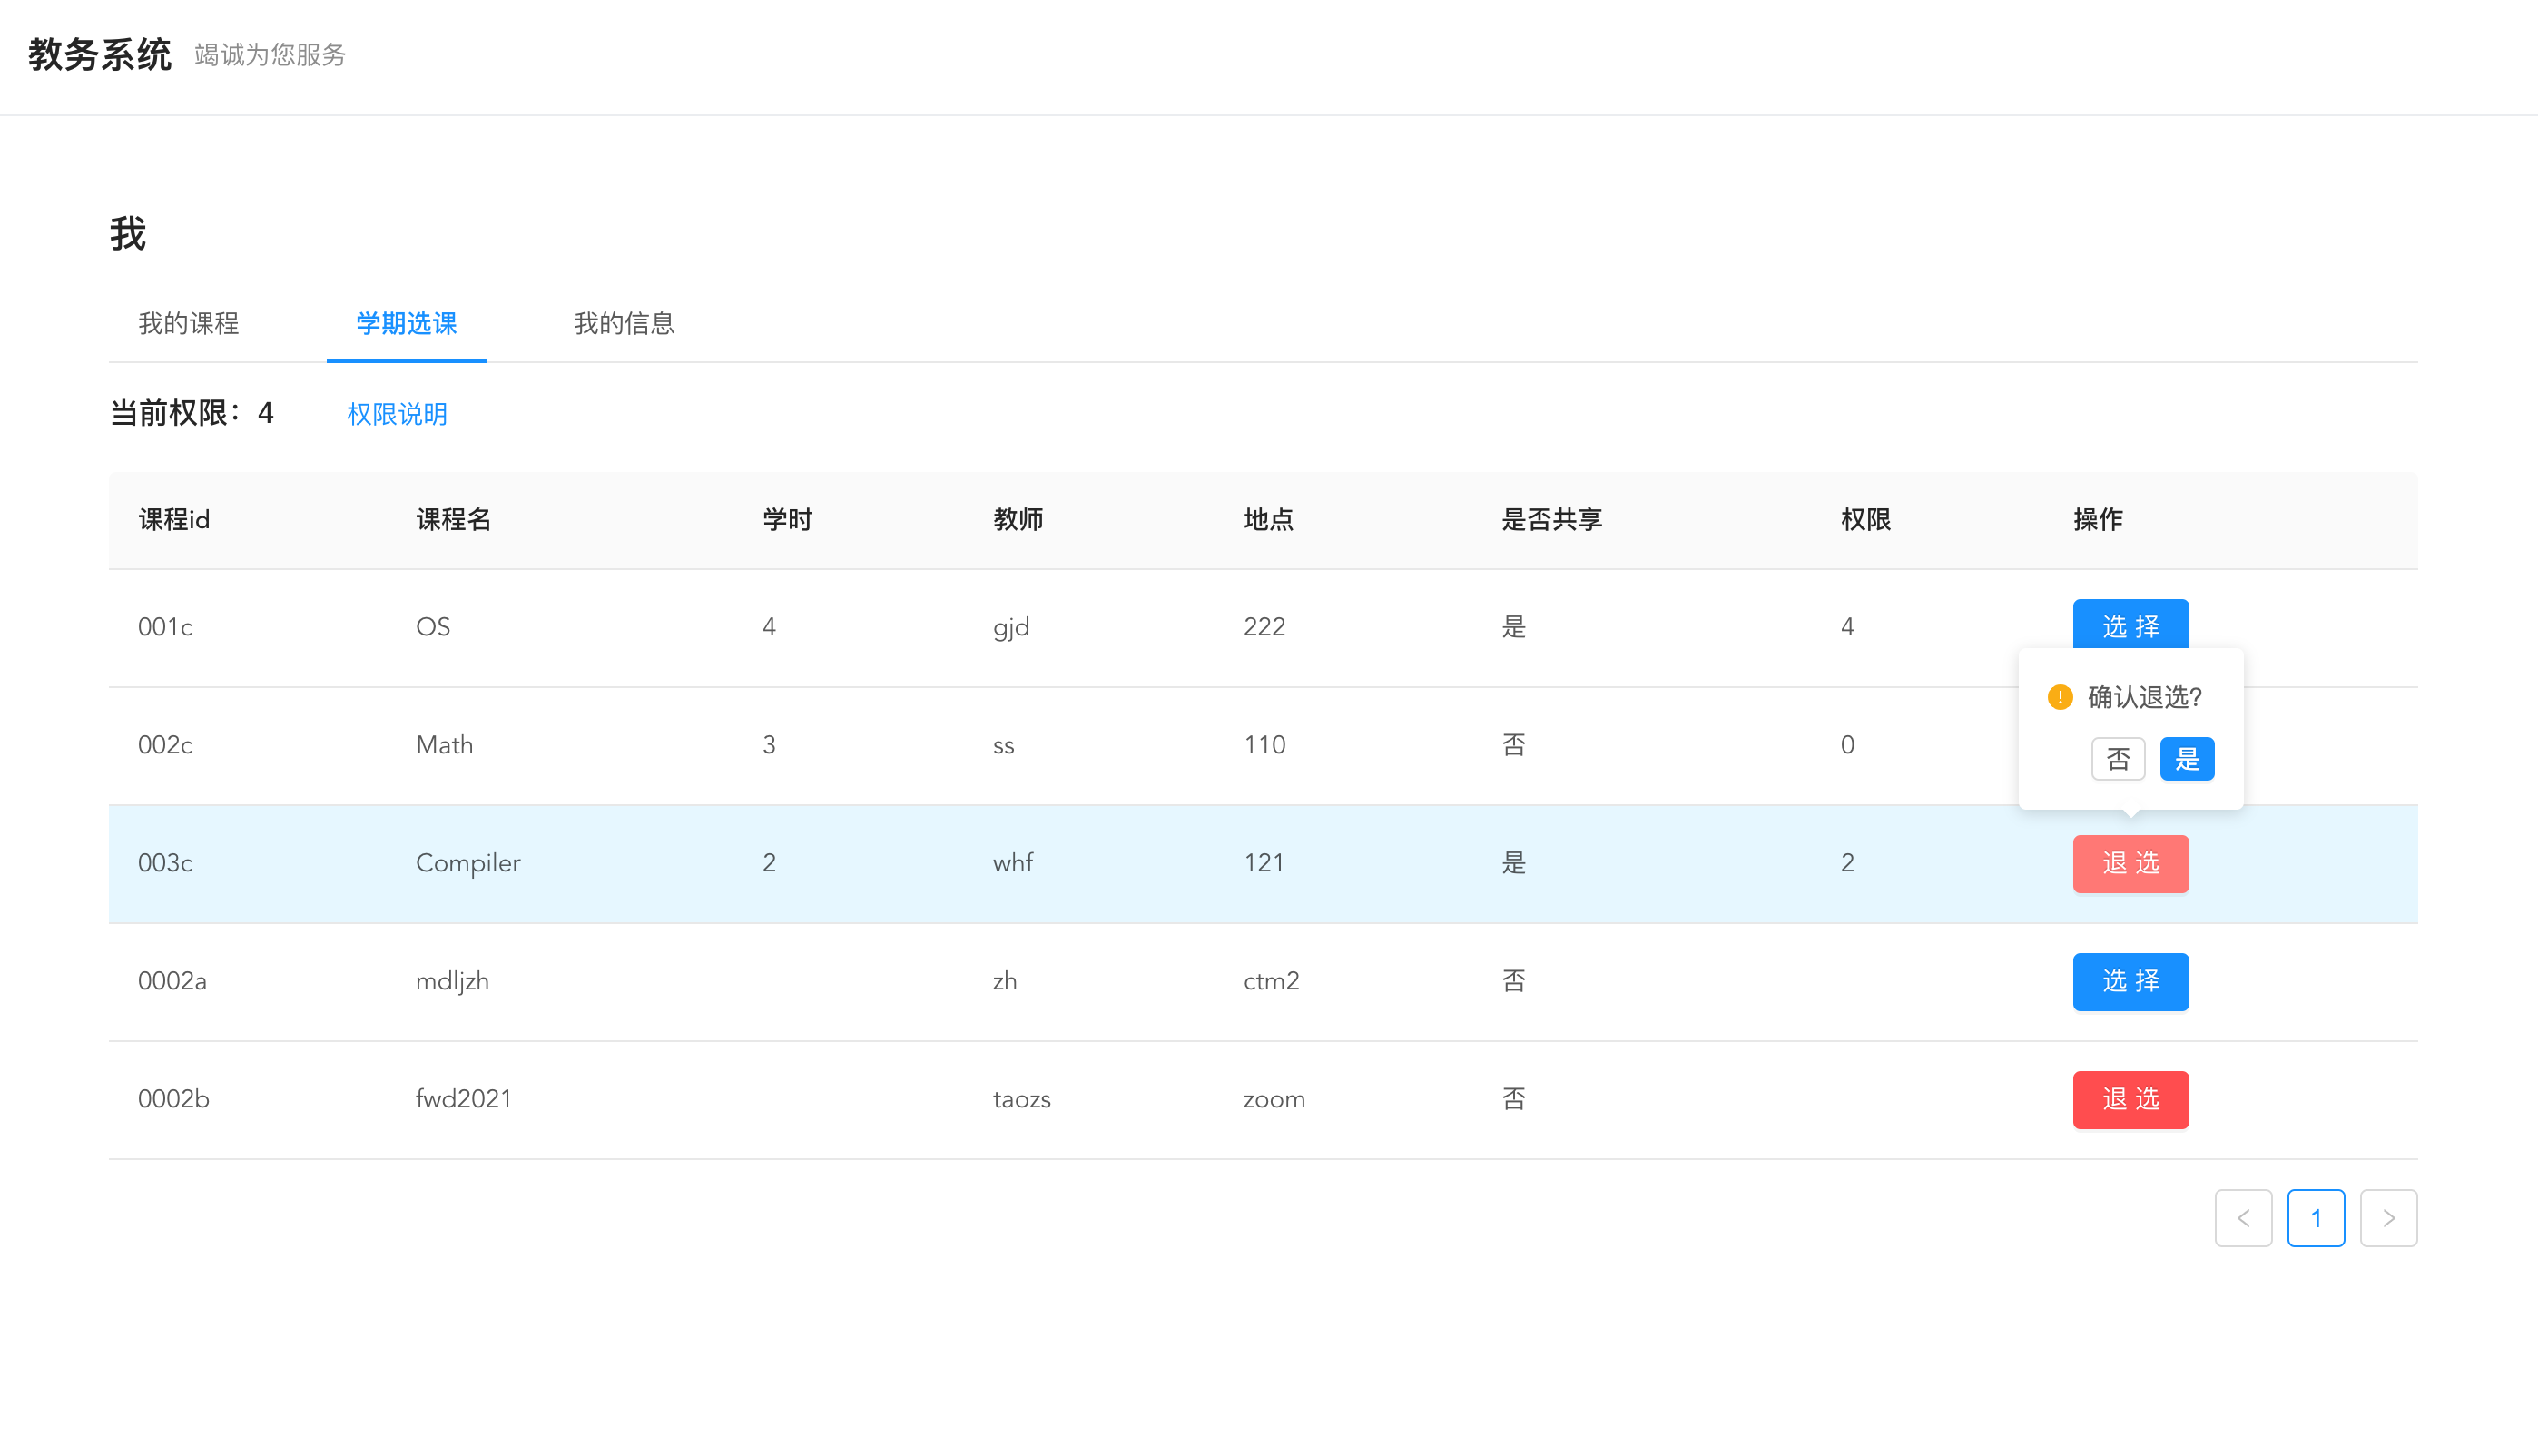 教务系统 竭诚为您服务
我
我的课程 学期选课 我的信息
当前权限：4 权限说明
课程id 课程名 学时 教师 地点 是否共享 权限 操作
001c OS 4 gjd 222 是 4 选 择
确认退选?
002c Math 3 ss 110 否 0
否 是
003c Compiler 2 whf 121 是 2 退 选
0002a mdljzh zh ctm2 否 选 择
0002b fwd2021 taozs zoom 否 退 选
< 1 >